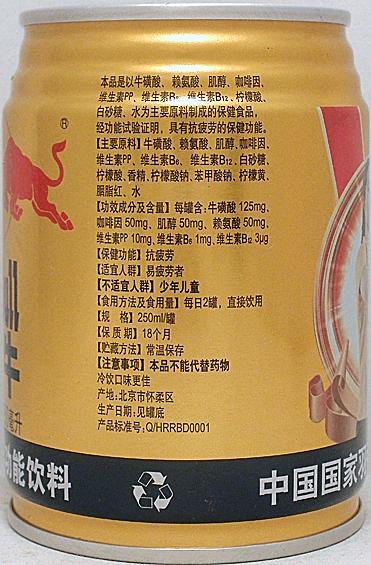 本品是以牛磺酸、赖氨酸、肌醇、咖啡因、
维生素PP、维生素B₆、维生素B₁₂、柠檬酸、
白砂糖、水为主要原料制成的保健食品，
经功能试验证明，具有抗疲劳的保健功能。
【主要原料】牛磺酸、赖氨酸、肌醇、咖啡因、
维生素PP、维生素B₆、维生素B₁₂、白砂糖、
柠檬酸、香精、柠檬酸钠、苯甲酸钠、柠檬黄、
胭脂红、水
【功效成分及含量】每罐含：牛磺酸 125mg、
咖啡因 50mg、肌醇 50mg、赖氨酸 50mg、
维生素PP 10mg、维生素B₆ 1mg、维生素B₁₂ 3μg
【保健功能】抗疲劳
【适宜人群】易疲劳者
【不适宜人群】少年儿童
【食用方法及食用量】每日2罐，直接饮用
【规 格】250ml/罐
【保 质 期】18个月
【贮藏方法】常温保存
【注意事项】本品不能代替药物
冷饮口味更佳
产地：北京市怀柔区
生产日期：见罐底
产品标准号：Q/HRRBD0001
®
牛
毫升
功能饮料
中国国家羽